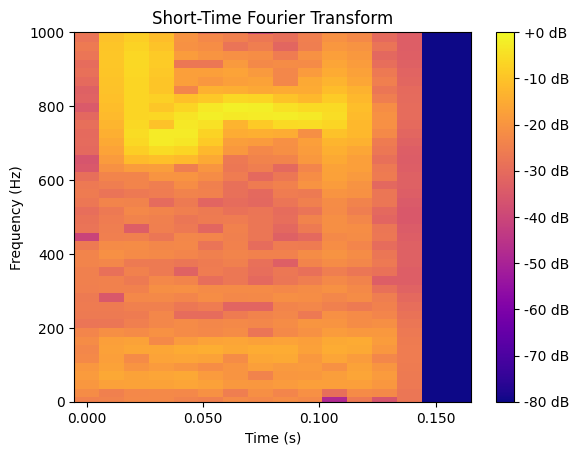 Short-Time Fourier Transform
1000
800
600
400
200
0
Frequency (Hz)
0.000
0.050
0.100
0.150
Time (s)
+0 dB
-10 dB
-20 dB
-30 dB
-40 dB
-50 dB
-60 dB
-70 dB
-80 dB